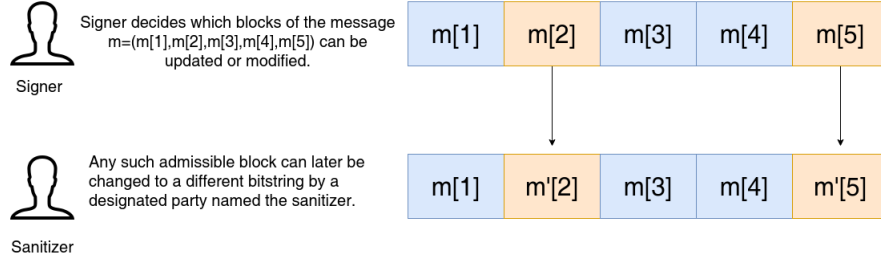 Signer decides which blocks of the message
m=(m[1],m[2],m[3],m[4],m[5]) can be
updated or modified.
Signer
m[1] m[2] m[3] m[4] m[5]
Any such admissible block can later be
changed to a different bitstring by a
designated party named the sanitizer.
Sanitizer
m[1] m'[2] m[3] m[4] m'[5]